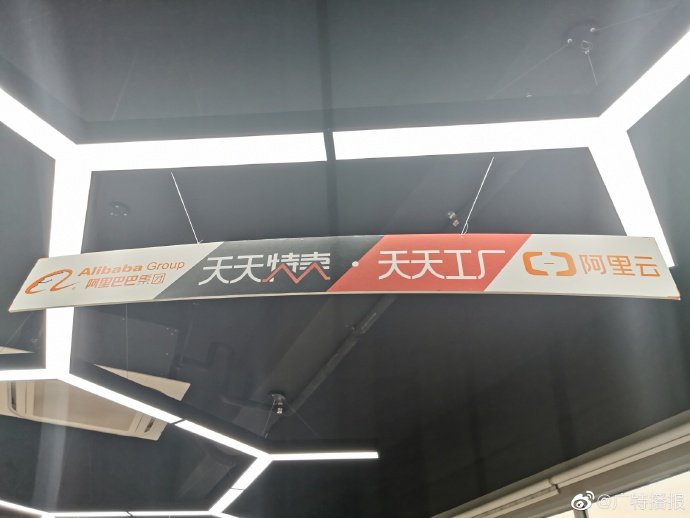 Alibaba Group
阿里巴巴集团
天天特卖·天天工厂
阿里云
@广特播报